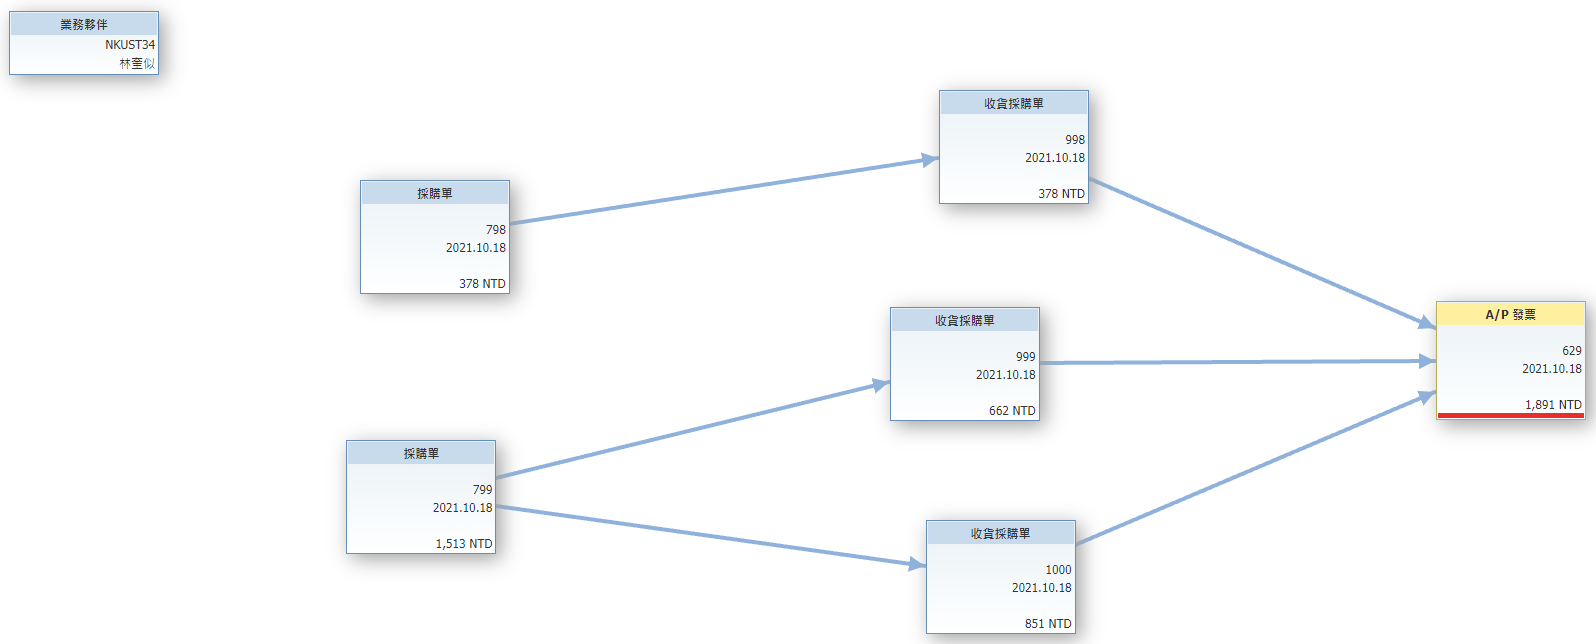 業務夥伴
NKUST34
林奎似
收貨採購單
998
2021.10.18
378 NTD
採購單
798
2021.10.18
378 NTD
收貨採購單
999
2021.10.18
662 NTD
A/P 發票
629
2021.10.18
1,891 NTD
採購單
799
2021.10.18
1,513 NTD
收貨採購單
1000
2021.10.18
851 NTD